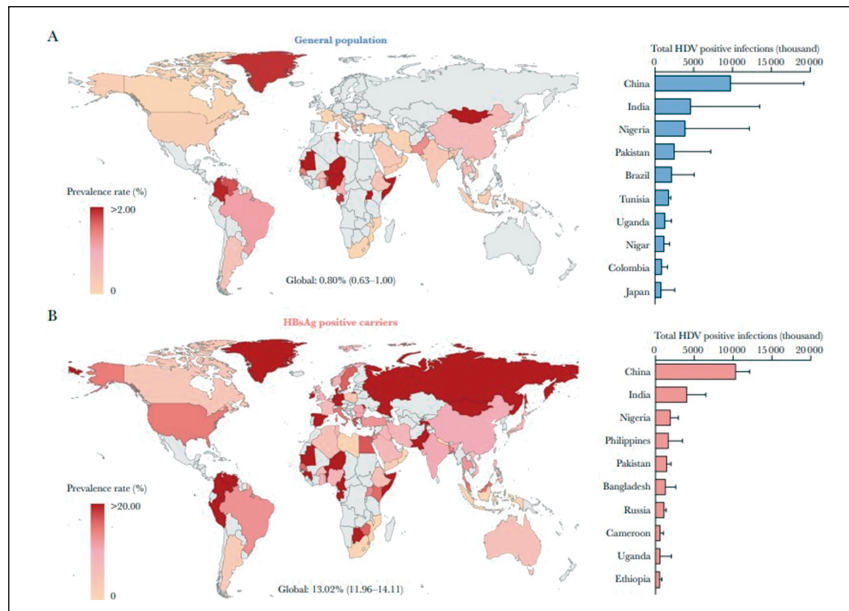 A
General population
Prevalence rate (%)
>2.00
0
Global: 0.80% (0.63–1.00)
Total HDV positive infections (thousand)
0 5000 10000 15000 20000
China
India
Nigeria
Pakistan
Brazil
Tunisia
Uganda
Nigar
Colombia
Japan
B
HBsAg positive carriers
Prevalence rate (%)
>20.00
0
Global: 13.02% (11.96–14.11)
Total HDV positive infections (thousand)
0 5000 10000 15000 20000
China
India
Nigeria
Philippines
Pakistan
Bangladesh
Russia
Cameroon
Uganda
Ethiopia